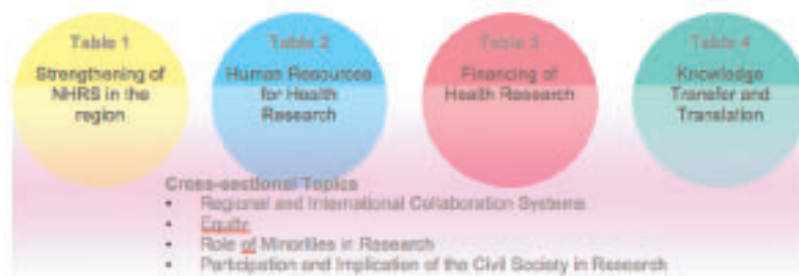 Table 1
Strengthening of
NHRS in the
region
Table 2
Human Resources
for Health
Research
Table 3
Financing of
Health Research
Table 4
Knowledge
Transfer and
Translation
Cross-sectional Topics
• Regional and International Collaboration Systems
• Equity
• Role of Minorities in Research
• Participation and Implication of the Civil Society in Research